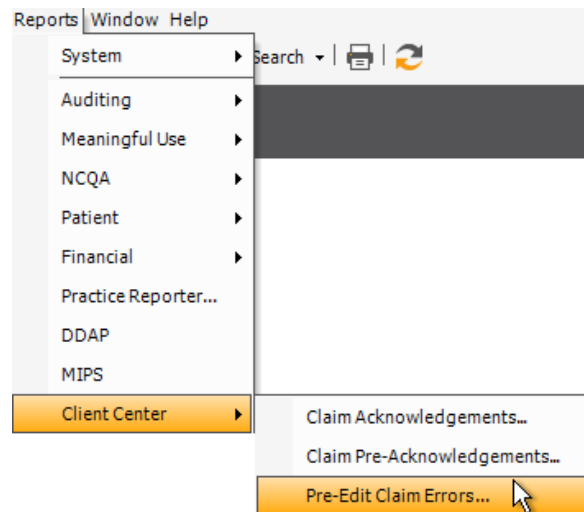 Reports Window Help
System Search
Auditing
Meaningful Use
NCQA
Patient
Financial
Practice Reporter...
DDAP
MIPS
Client Center
Claim Acknowledgements...
Claim Pre-Acknowledgements...
Pre-Edit Claim Errors...